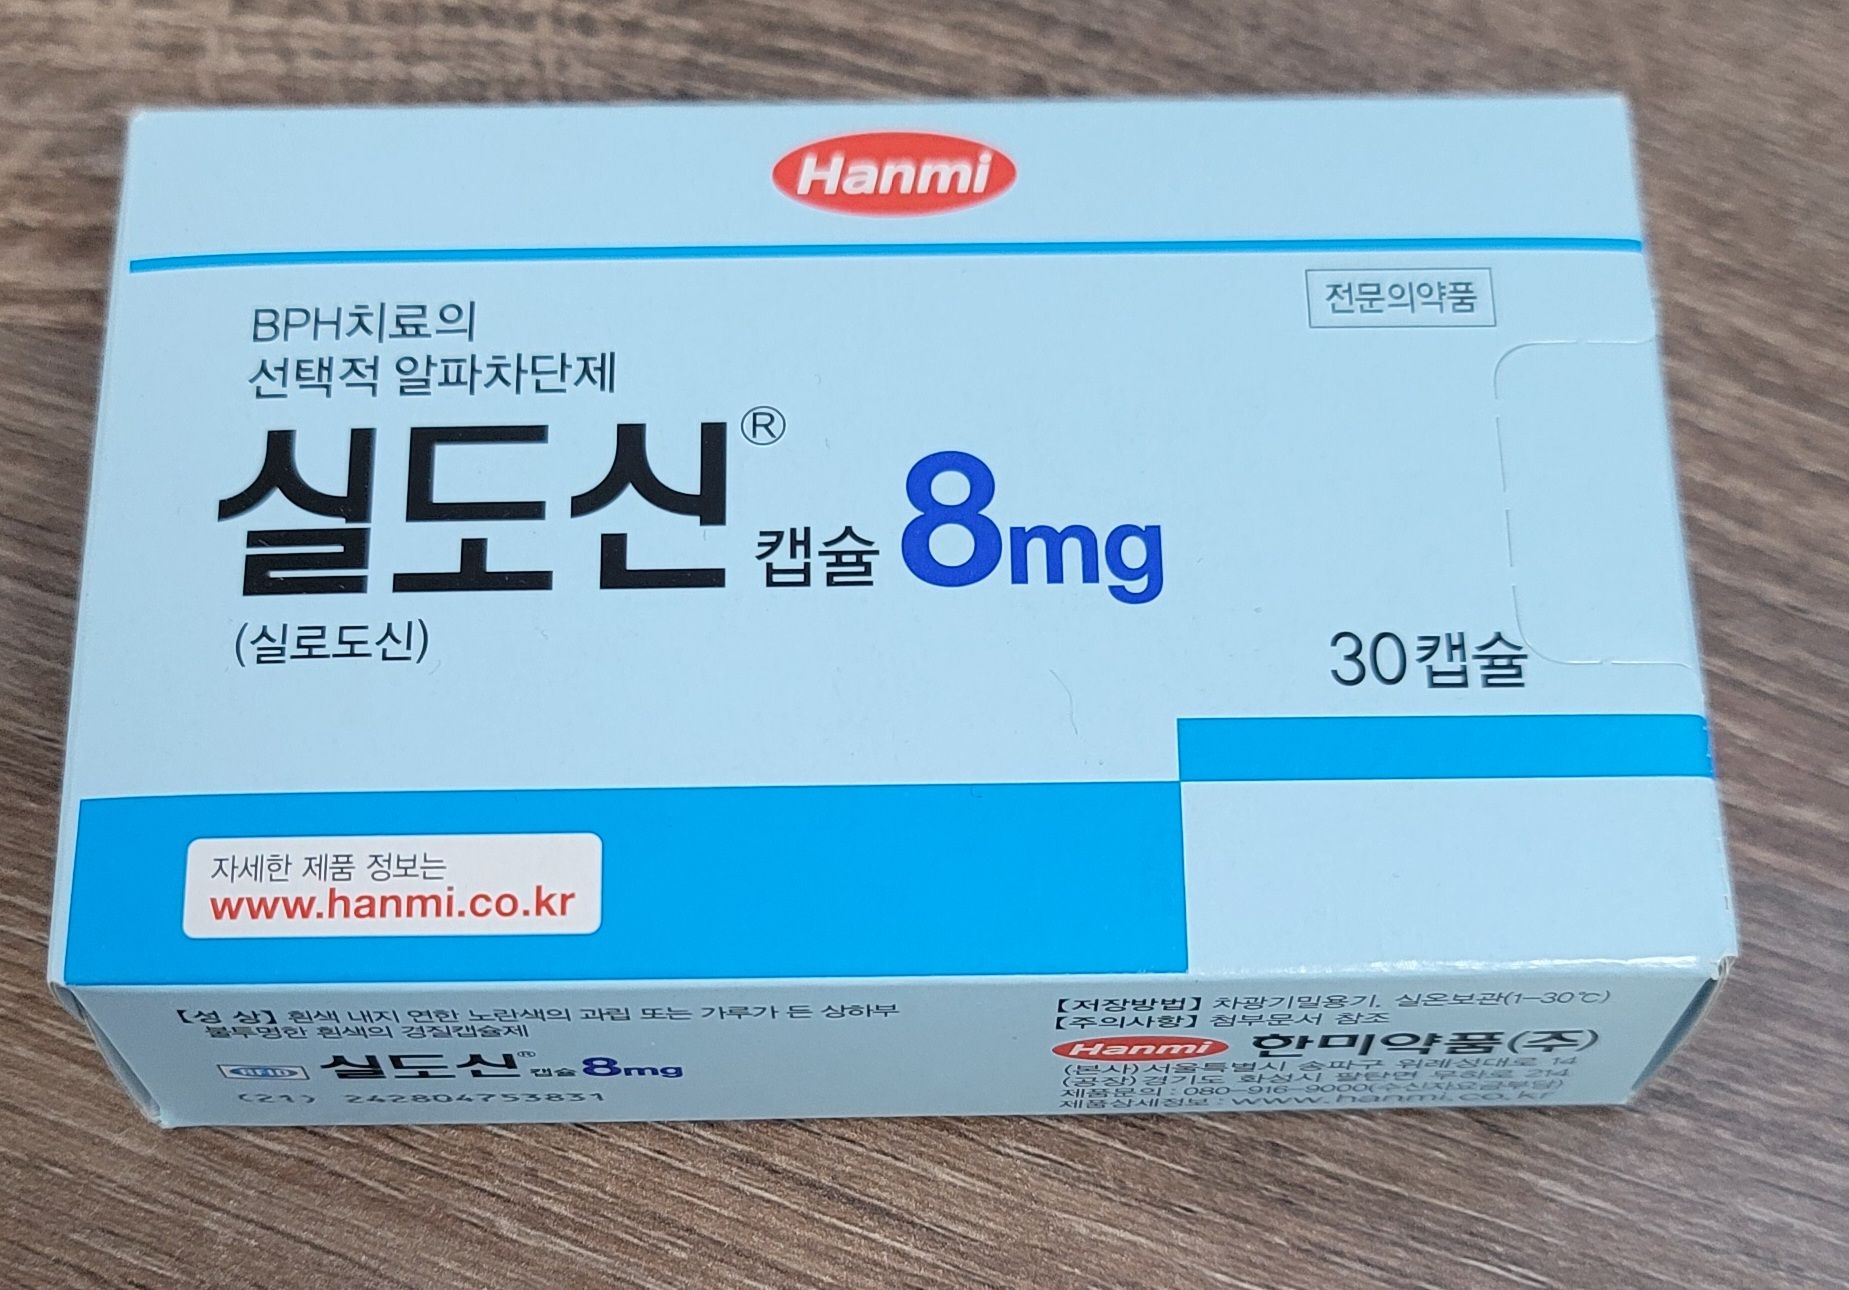 Hanmi
전문의약품
BPH치료의
선택적 알파차단제
실도신® 캡슐 8mg
(실로도신)
30캡슐
자세한 제품 정보는
www.hanmi.co.kr
【성 상】 흰색 내지 연한 노란색의 과립 또는 가루가 든 상하부
불투명한 흰색의 경질캡슐제
실도신® 캡슐 8mg
(21) 242804753831
【저장방법】 차광기밀용기, 실온보관(1-30℃)
【주의사항】 첨부문서 참조
Hanmi 한미약품(주)
(본사) 서울특별시 송파구 위례성대로 14
(공장) 경기도 화성시 팔탄면 무하로 214
제품문의 : 080-916-9000(수신자요금부담)
제품상세정보 : www.hanmi.co.kr